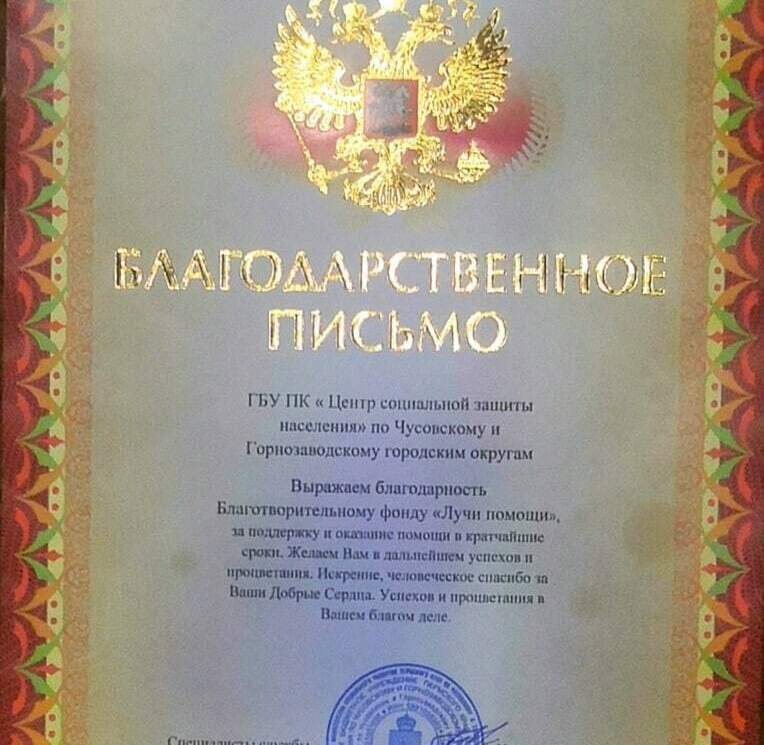 БЛАГОДАРСТВЕННОЕ
ПИСЬМО
ГБУ ПК « Центр социальной защиты
населения» по Чусовскому и
Горнозаводскому городским округам
Выражаем благодарность
Благотворительному фонду «Лучи помощи»,
за поддержку и оказание помощи в кратчайшие
сроки. Желаем Вам в дальнейшем успехов и
процветания. Искренне, человеческое спасибо за
Ваши Добрые Сердца. Успехов и процветания в
Вашем благом деле.
Специалисты службы